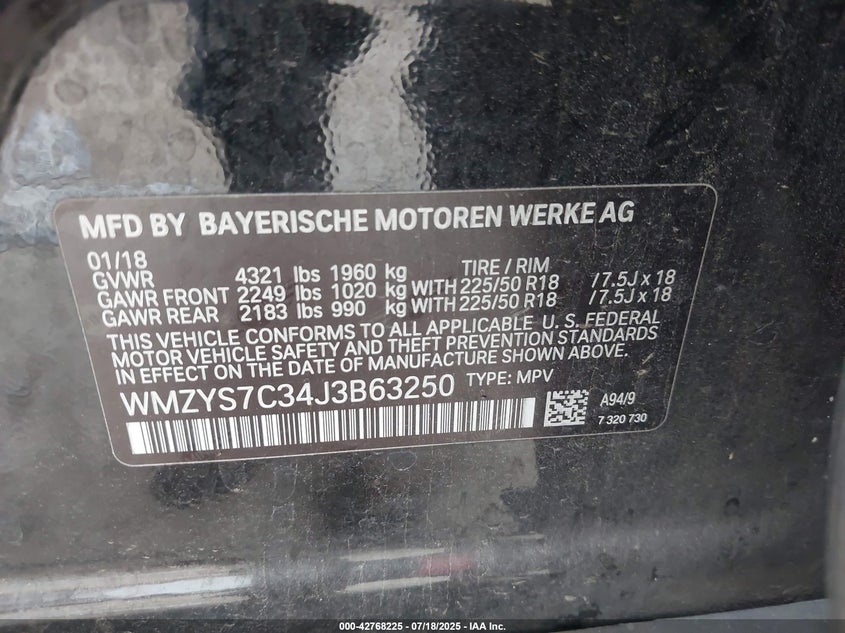 MFD BY BAYERISCHE MOTOREN WERKE AG
01/18 TIRE / RIM
GVWR 4321 lbs 1960 kg
GAWR FRONT 2249 lbs 1020 kg WITH 225/50 R18 / 7.5J x 18
GAWR REAR 2183 lbs 990 kg WITH 225/50 R18 / 7.5J x 18
THIS VEHICLE CONFORMS TO ALL APPLICABLE U. S. FEDERAL
MOTOR VEHICLE SAFETY AND THEFT PREVENTION STANDARDS
IN EFFECT ON THE DATE OF MANUFACTURE SHOWN ABOVE.
WMZYS7C34J3B63250 TYPE: MPV
A94/9
7 320 730
000-42768225 - 07/18/2025 - IAA Inc.